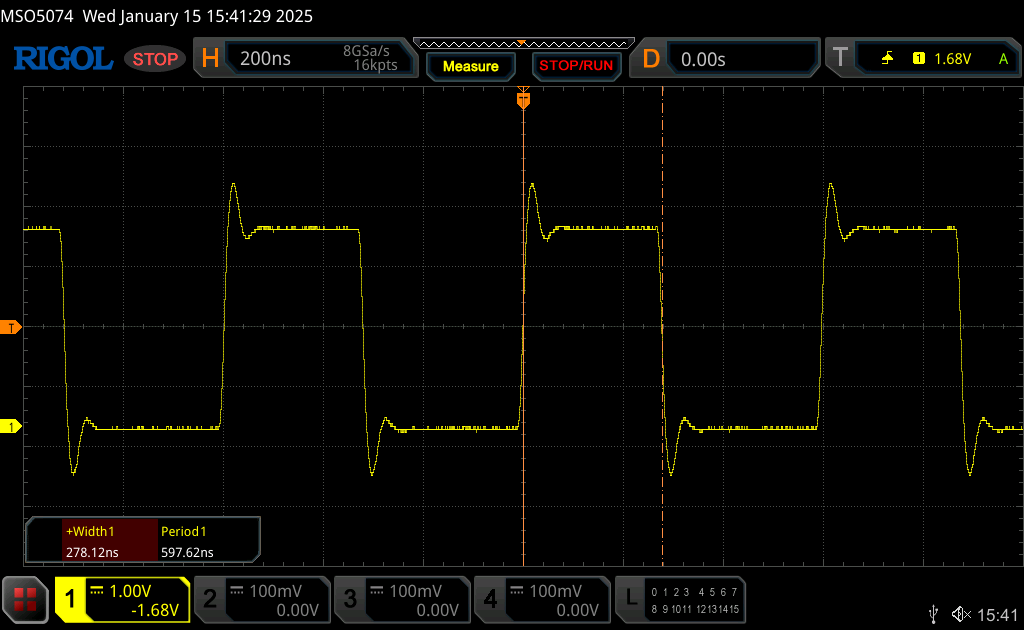 MSO5074 Wed January 15 15:41:29 2025
RIGOL STOP H 200ns 8GSa/s 16kpts Measure STOP/RUN D 0.00s T 1 1.68V A
T
T
1
+Width1 Period1
278.12ns 597.62ns
1 1.00V -1.68V 2 100mV 0.00V 3 100mV 0.00V 4 100mV 0.00V L 0 1 2 3 4 5 6 7
8 9 10 11 12 13 14 15
15:41